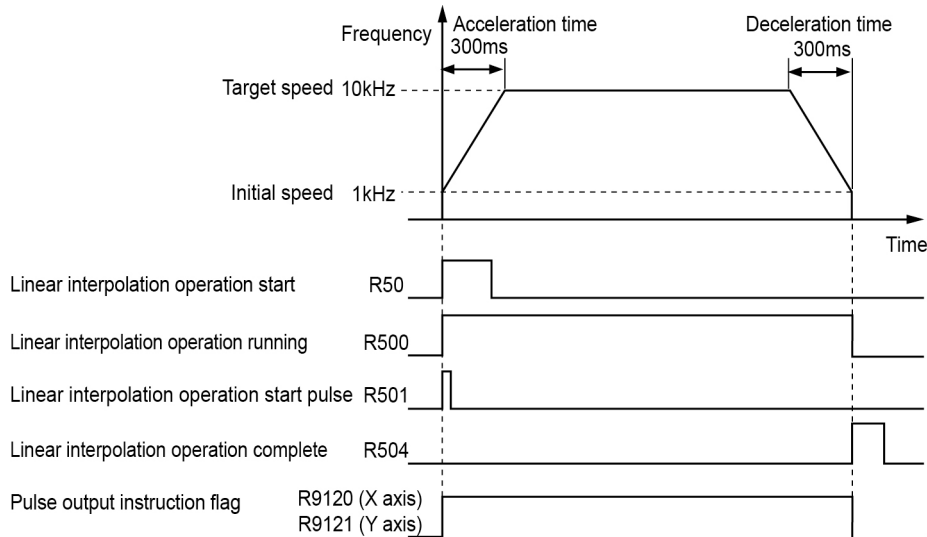 Frequency
Acceleration time
300ms
Deceleration time
300ms
Target speed 10kHz
Initial speed 1kHz
Time
Linear interpolation operation start R50
Linear interpolation operation running R500
Linear interpolation operation start pulse R501
Linear interpolation operation complete R504
Pulse output instruction flag R9120 (X axis)
R9121 (Y axis)